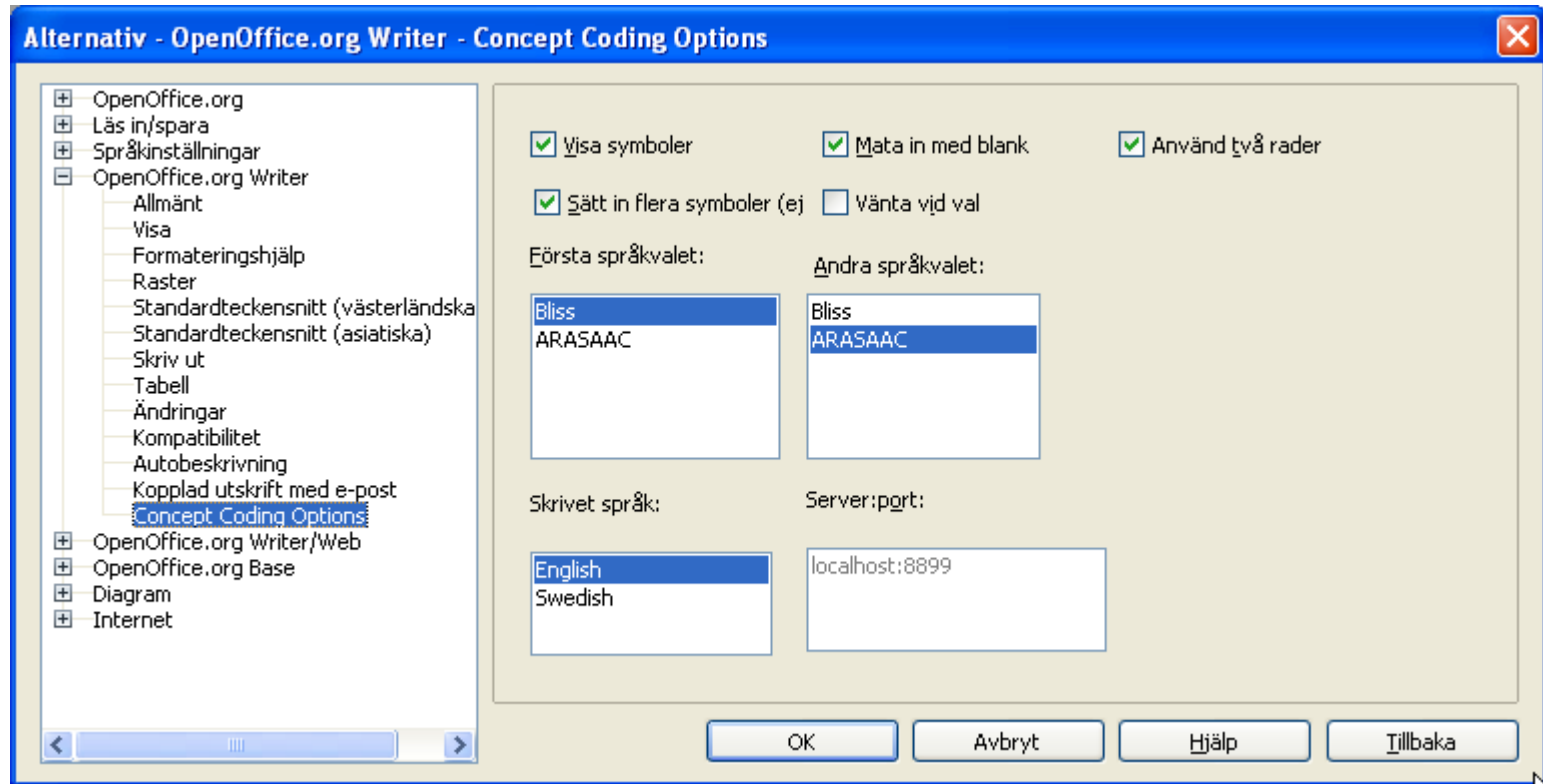 Alternativ - OpenOffice.org Writer - Concept Coding Options
OpenOffice.org
Läs in/spara
Språkinställningar
OpenOffice.org Writer
Allmänt
Visa
Formateringshjälp
Raster
Standardteckensnitt (västerländska
Standardteckensnitt (asiatiska)
Skriv ut
Tabell
Ändringar
Kompatibilitet
Autobeskrivning
Kopplad utskrift med e-post
Concept Coding Options
OpenOffice.org Writer/Web
OpenOffice.org Base
Diagram
Internet
Visa symboler
Mata in med blank
Använd två rader
Sätt in flera symboler (ej
Vänta vid val
Första språkvalet:
Bliss
ARASAAC
Andra språkvalet:
Bliss
ARASAAC
Skrivet språk:
English
Swedish
Server:port:
localhost:8899
OK
Avbryt
Hjälp
Tillbaka